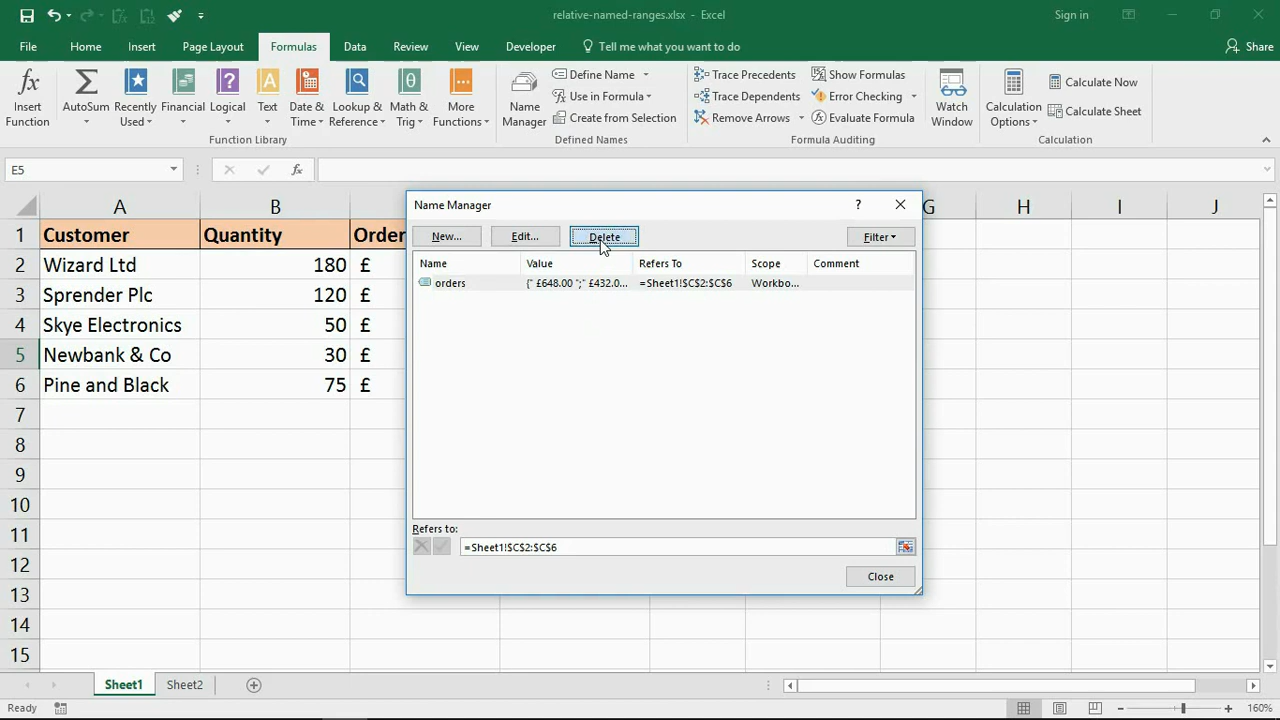 relative-named-ranges.xlsx - Excel
Sign in
File Home Insert Page Layout Formulas Data Review View Developer Tell me what you want to do Share
Insert Function
AutoSum
Recently Used
Financial
Logical
Text
Date & Time
Lookup & Reference
Math & Trig
More Functions
Function Library
Name Manager
Define Name
Use in Formula
Create from Selection
Defined Names
Trace Precedents
Trace Dependents
Remove Arrows
Show Formulas
Error Checking
Evaluate Formula
Formula Auditing
Watch Window
Calculation Options
Calculate Now
Calculate Sheet
Calculation
E5
fx
A B G H I J
1 Customer Quantity Order
2 Wizard Ltd 180 £
3 Sprender Plc 120 £
4 Skye Electronics 50 £
5 Newbank & Co 30 £
6 Pine and Black 75 £
7
8
9
10
11
12
13
14
15
Name Manager ?
New... Edit... Delete Filter
Name Value Refers To Scope Comment
orders {" £648.00 ";" £432.0... =Sheet1!$C$2:$C$6 Workbo...
Refers to:
=Sheet1!$C$2:$C$6
Close
Sheet1 Sheet2
Ready
160%